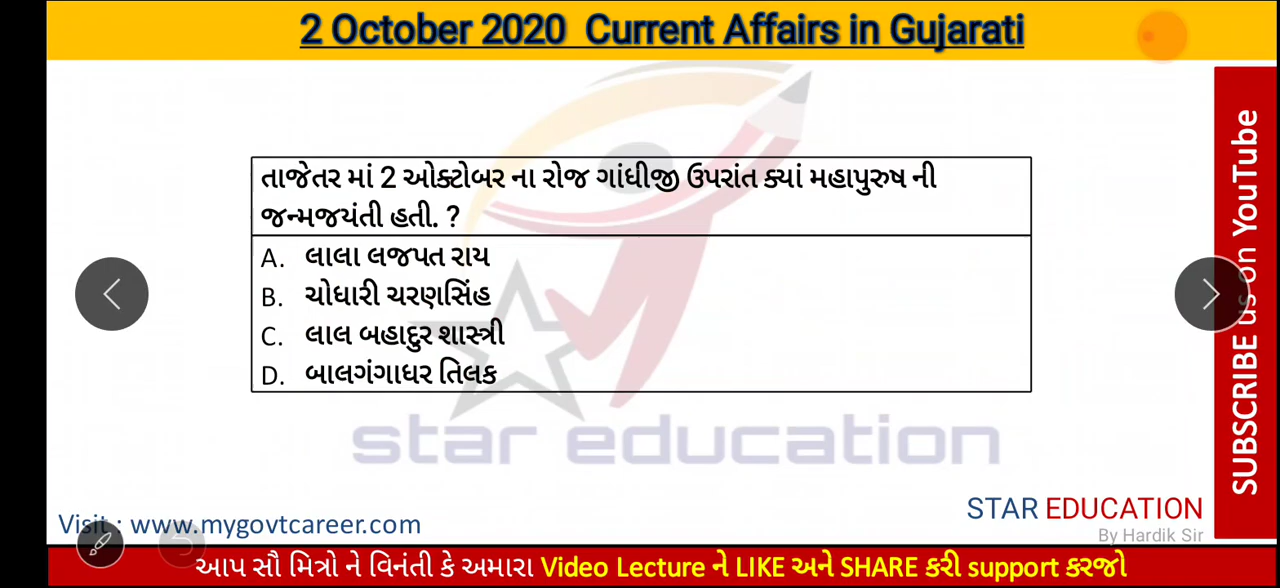 2 October 2020 Current Affairs in Gujarati
તાજેતર માં 2 ઓક્ટોબર ના રોજ ગાંધીજી ઉપરાંત ક્યાં મહાપુરુષ ની
જન્મજયંતી હતી. ?
A. લાલા લજપત રાય
B. ચોધારી ચરણસિંહ
C. લાલ બહાદુર શાસ્ત્રી
D. બાલગંગાધર તિલક
star education
SUBSCRIBE us on YouTube
STAR EDUCATION
Visit : www.mygovtcareer.com
By Hardik Sir
આપ સૌ મિત્રો ને વિનંતી કે અમારા Video Lecture ને LIKE અને SHARE કરી support કરજો